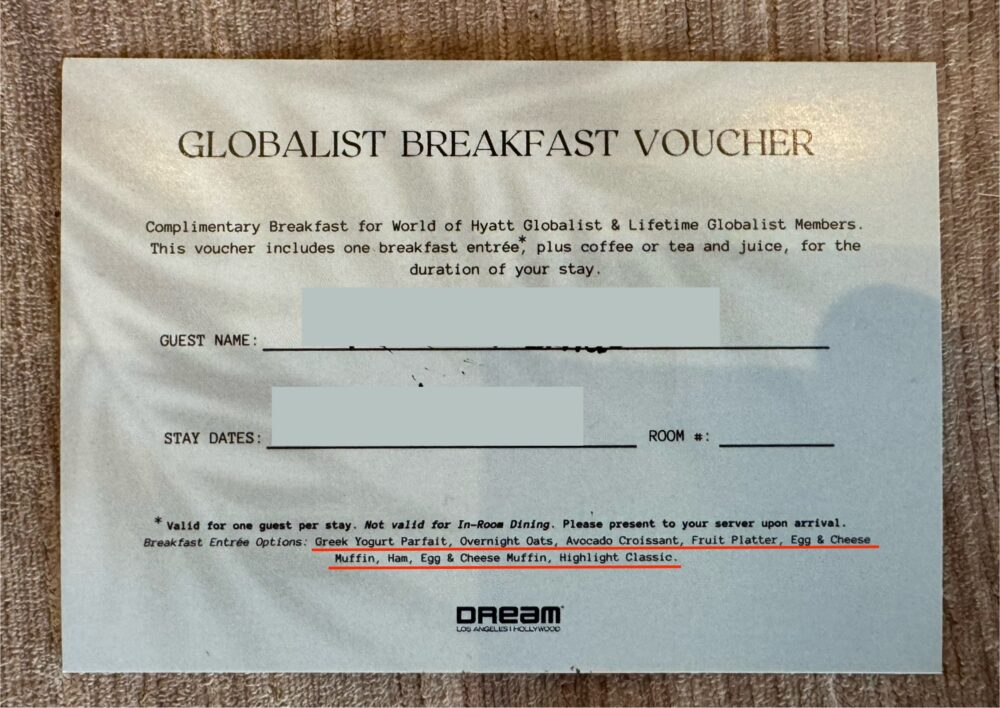 GLOBALIST BREAKFAST VOUCHER
Complimentary Breakfast for World of Hyatt Globalist & Lifetime Globalist Members.
This voucher includes one breakfast entrée*, plus coffee or tea and juice, for the
duration of your stay.
GUEST NAME:
STAY DATES:
ROOM #:
* Valid for one guest per stay. Not valid for In-Room Dining. Please present to your server upon arrival.
Breakfast Entrée Options: Greek Yogurt Parfait, Overnight Oats, Avocado Croissant, Fruit Platter, Egg & Cheese
Muffin, Ham, Egg & Cheese Muffin, Highlight Classic.
DREAM
LOS ANGELES | HOLLYWOOD